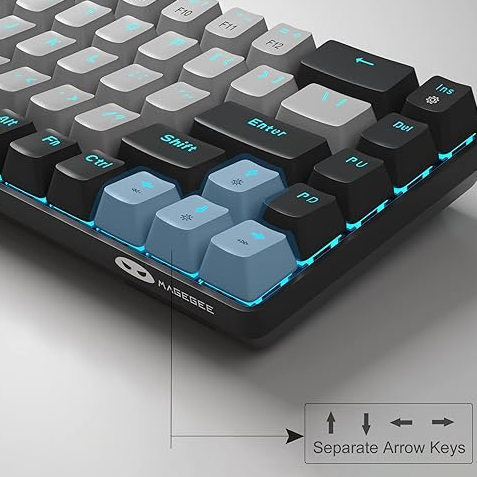 F10
F11
F12
Ins
Del
Enter
PU
Alt
Fn
Shift
Ctrl
PD
MAGEGEE
Separate Arrow Keys